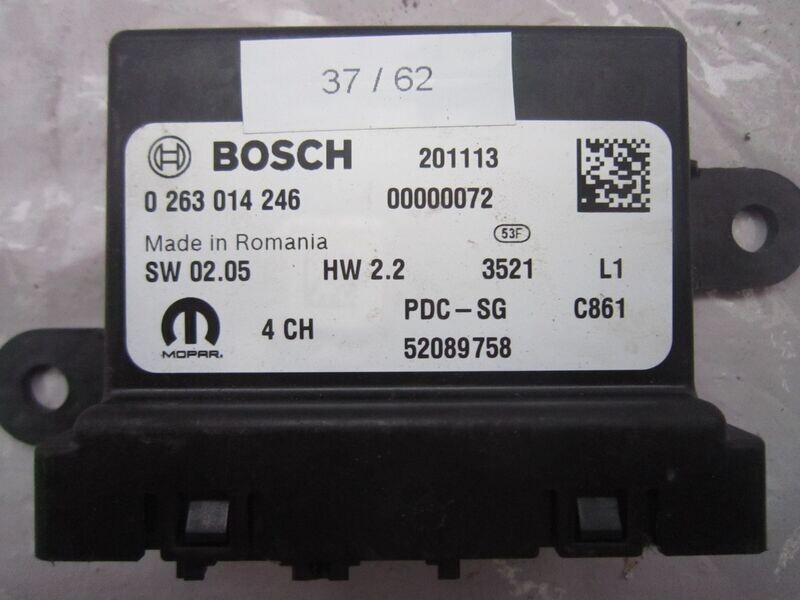 37 / 62
BOSCH 201113
0 263 014 246 00000072
53F
Made in Romania
SW 02.05 HW 2.2 3521 L1
PDC-SG C861
4 CH
MOPAR. 52089758